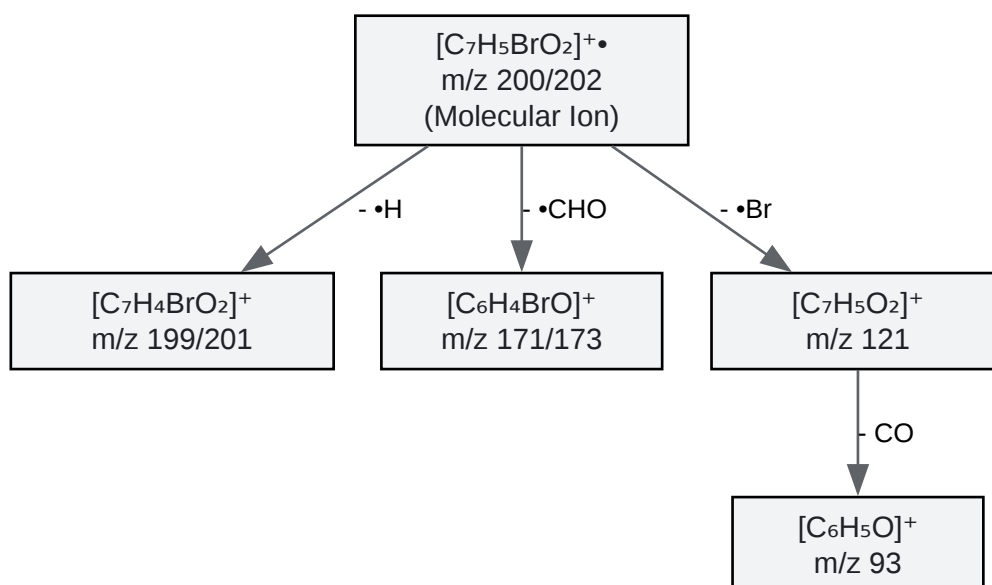 [C₇H₅BrO₂]⁺•
m/z 200/202
(Molecular Ion)
- •H
- •CHO
- •Br
[C₇H₄BrO₂]⁺
m/z 199/201
[C₆H₄BrO]⁺
m/z 171/173
[C₇H₅O₂]⁺
m/z 121
- CO
[C₆H₅O]⁺
m/z 93